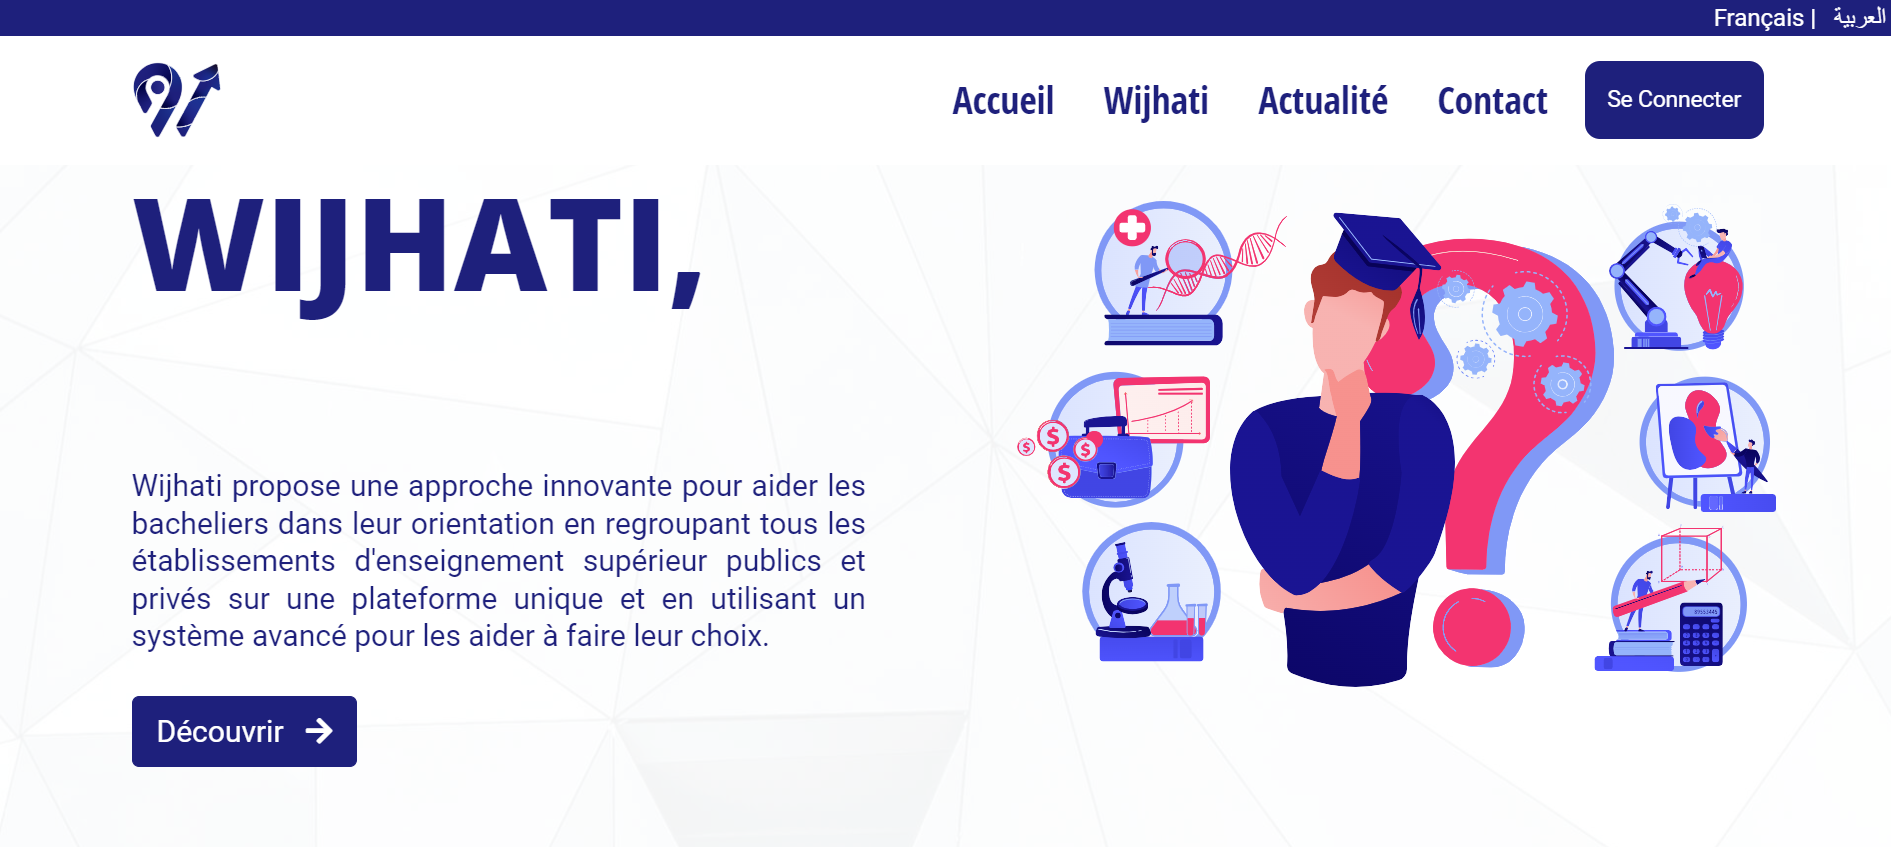 Français | العربية
Accueil Wijhati Actualité Contact Se Connecter
WIJHATI,
Wijhati propose une approche innovante pour aider les
bacheliers dans leur orientation en regroupant tous les
établissements d'enseignement supérieur publics et
privés sur une plateforme unique et en utilisant un
système avancé pour les aider à faire leur choix.
Découvrir